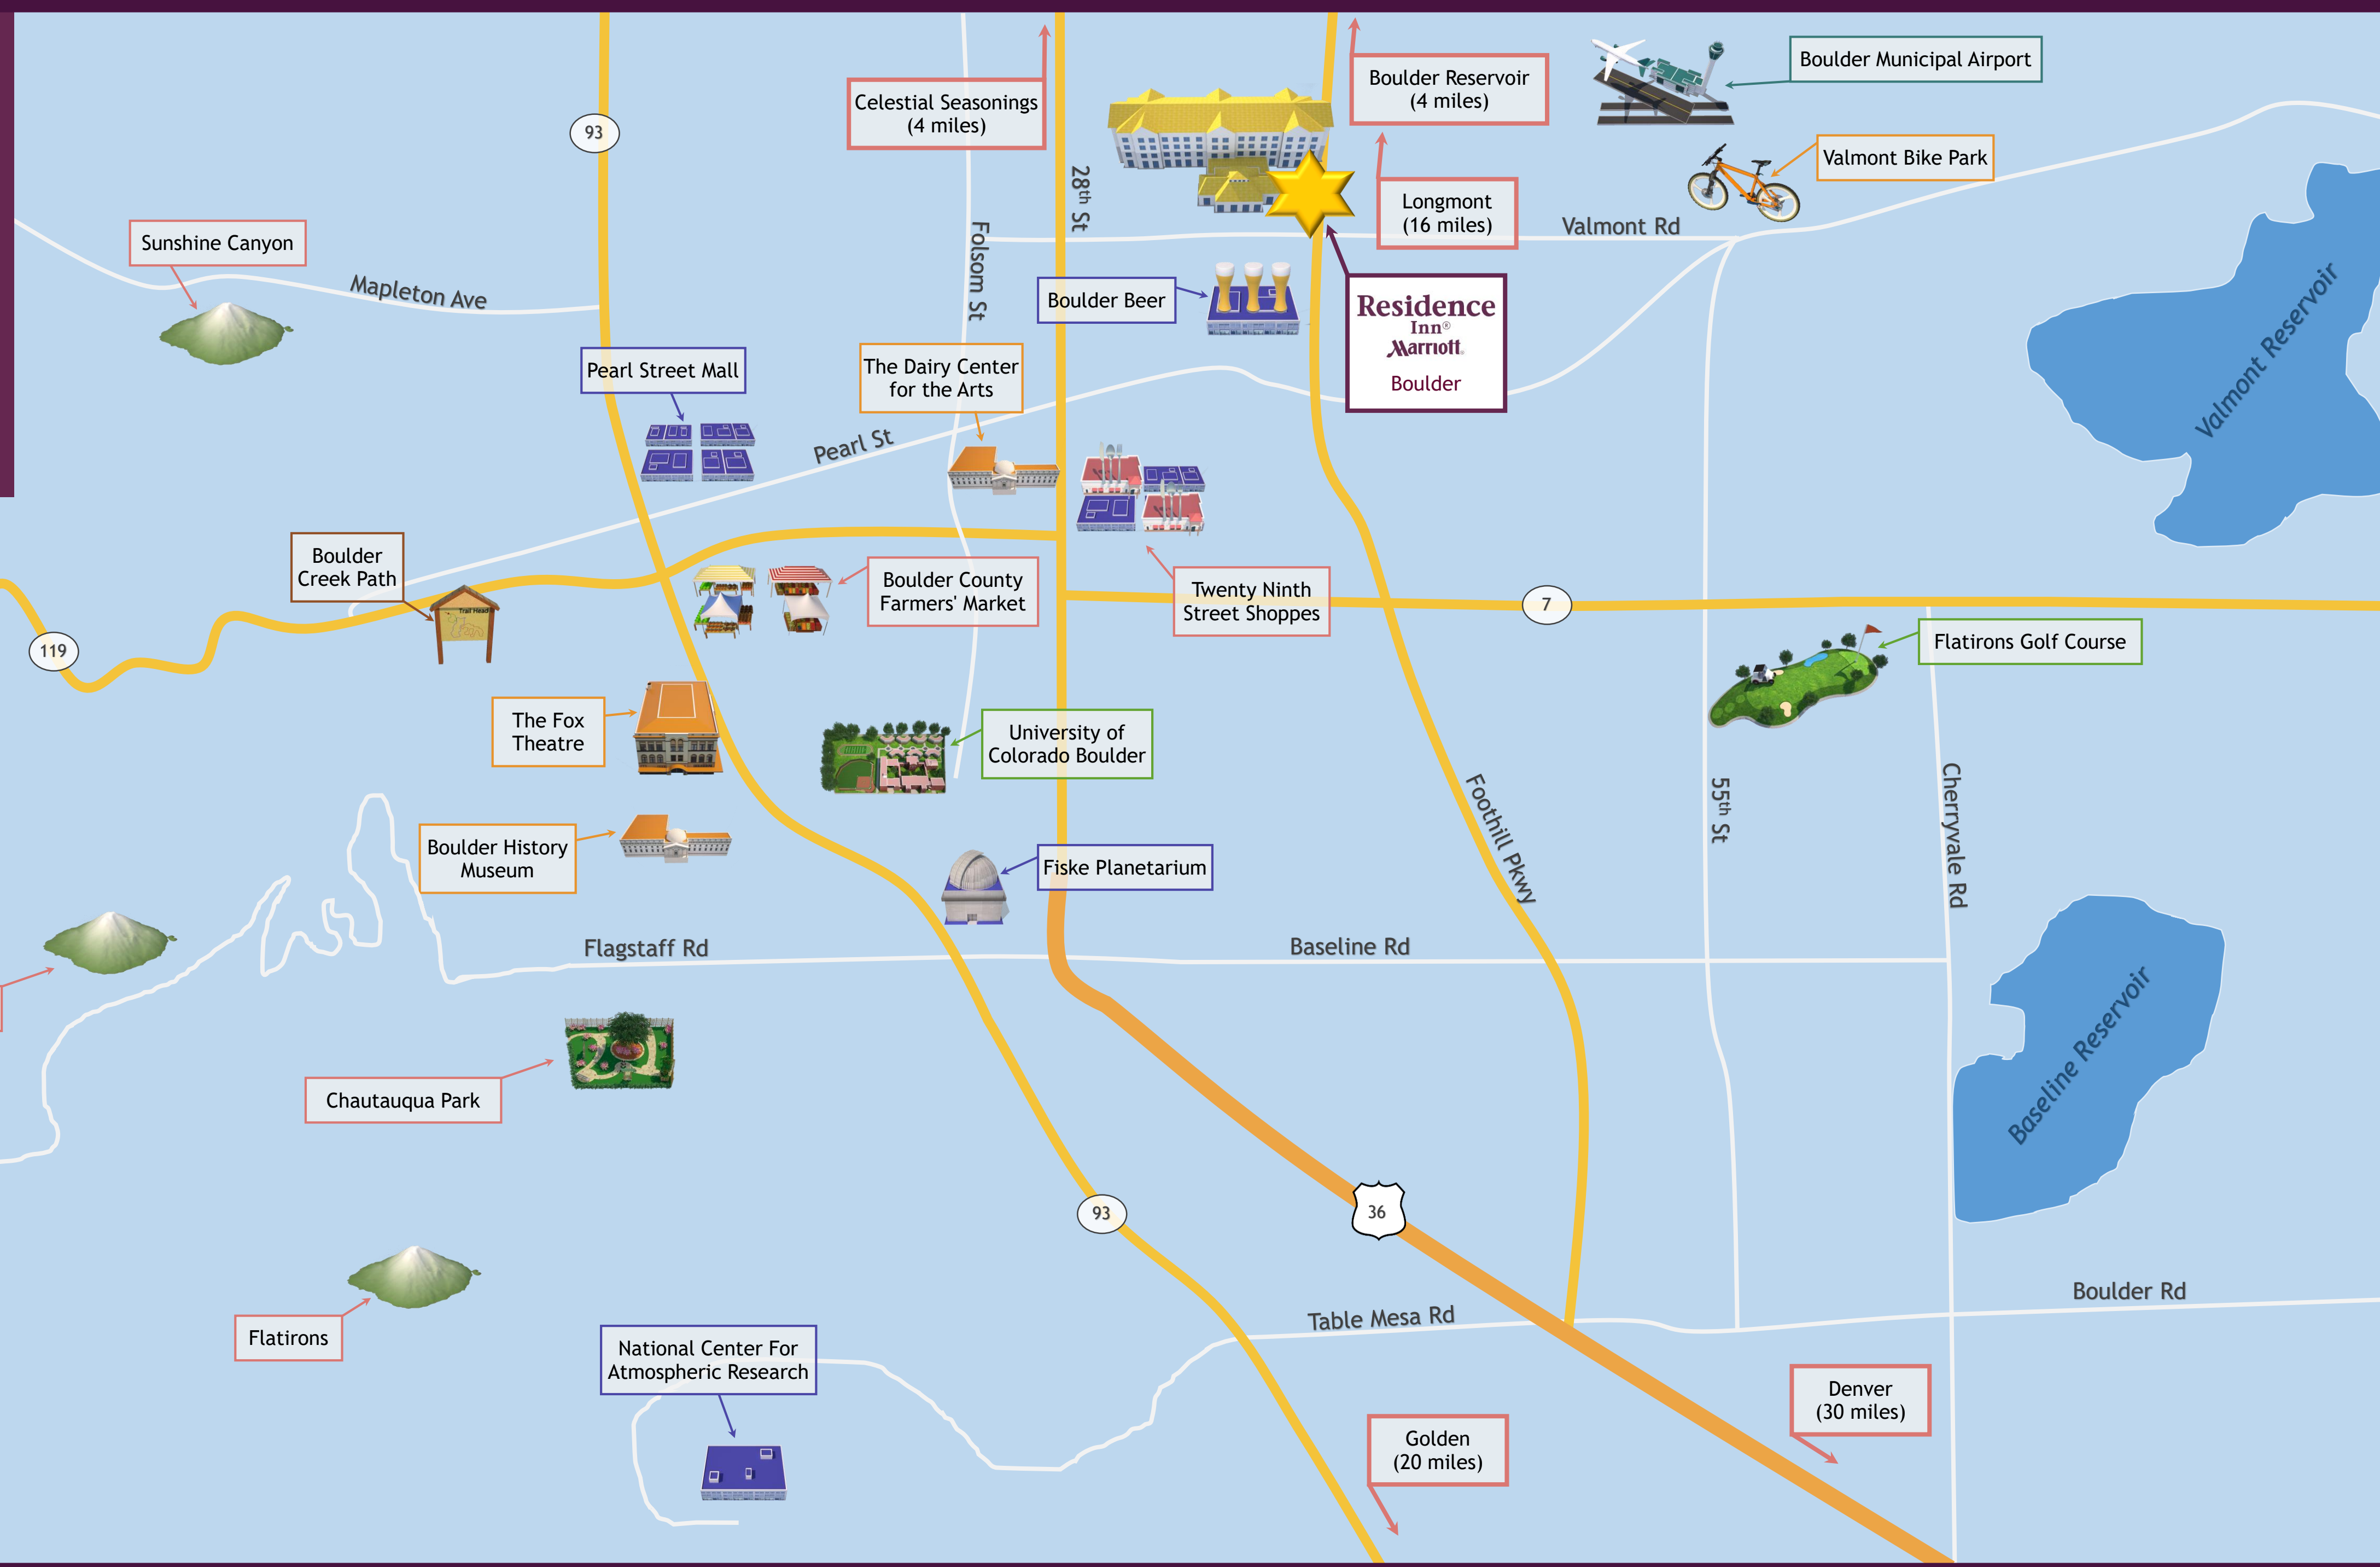 Boulder Municipal Airport
Boulder Reservoir
(4 miles)
Celestial Seasonings
(4 miles)
93
Valmont Bike Park
28th St
Longmont
(16 miles)
Valmont Rd
Sunshine Canyon
Folsom St
Mapleton Ave
Boulder Beer
Residence
Inn®
Marriott®
Boulder
Valmont Reservoir
Pearl Street Mall
The Dairy Center
for the Arts
Pearl St
Boulder
Creek Path
Trail Head
Boulder County
Farmers' Market
Twenty Ninth
Street Shoppes
7
119
Flatirons Golf Course
The Fox
Theatre
University of
Colorado Boulder
Foothill Pkwy
55th St
Cherryvale Rd
Boulder History
Museum
Fiske Planetarium
Flagstaff Rd
Baseline Rd
Baseline Reservoir
Chautauqua Park
93
36
Boulder Rd
Table Mesa Rd
Flatirons
National Center For
Atmospheric Research
Denver
(30 miles)
Golden
(20 miles)